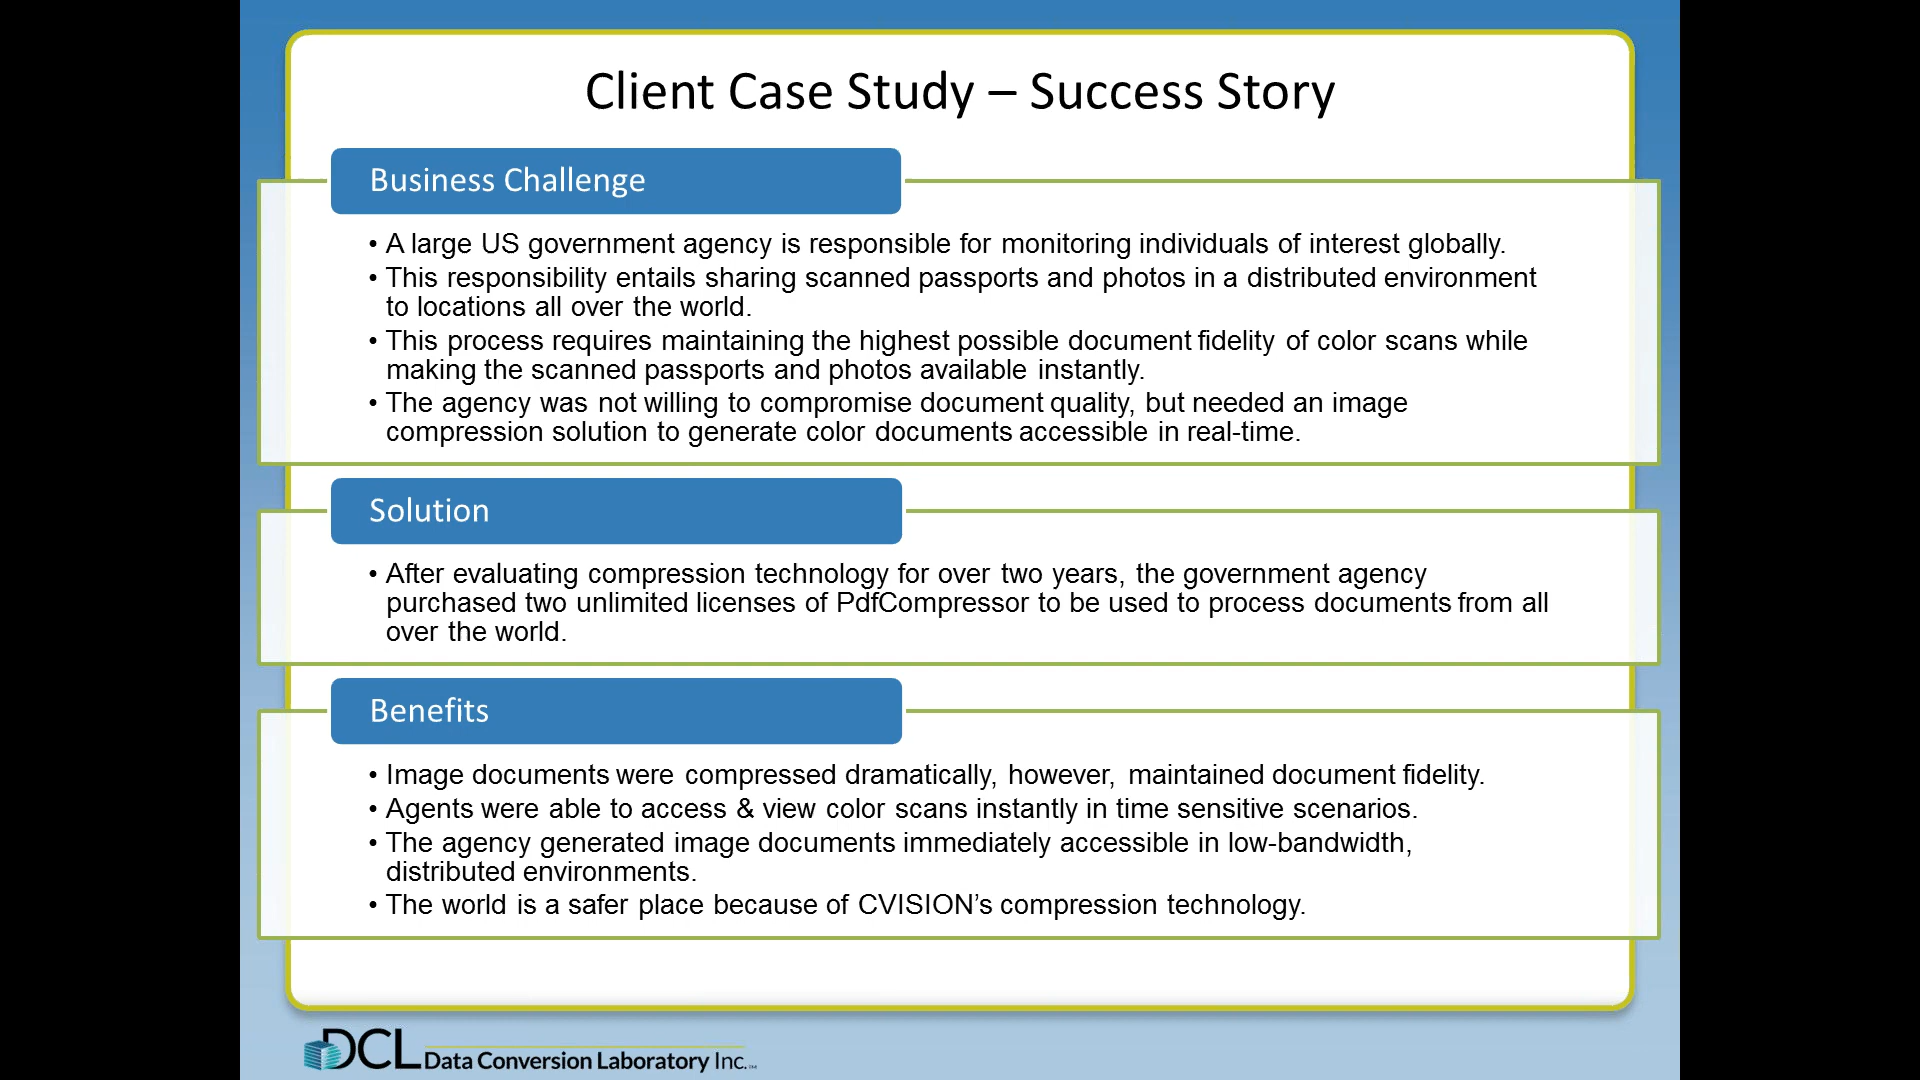 Client Case Study – Success Story
Business Challenge
• A large US government agency is responsible for monitoring individuals of interest globally.
• This responsibility entails sharing scanned passports and photos in a distributed environment
to locations all over the world.
• This process requires maintaining the highest possible document fidelity of color scans while
making the scanned passports and photos available instantly.
• The agency was not willing to compromise document quality, but needed an image
compression solution to generate color documents accessible in real-time.
Solution
• After evaluating compression technology for over two years, the government agency
purchased two unlimited licenses of PdfCompressor to be used to process documents from all
over the world.
Benefits
• Image documents were compressed dramatically, however, maintained document fidelity.
• Agents were able to access & view color scans instantly in time sensitive scenarios.
• The agency generated image documents immediately accessible in low-bandwidth,
distributed environments.
• The world is a safer place because of CVISION’s compression technology.
DCL Data Conversion Laboratory Inc.™